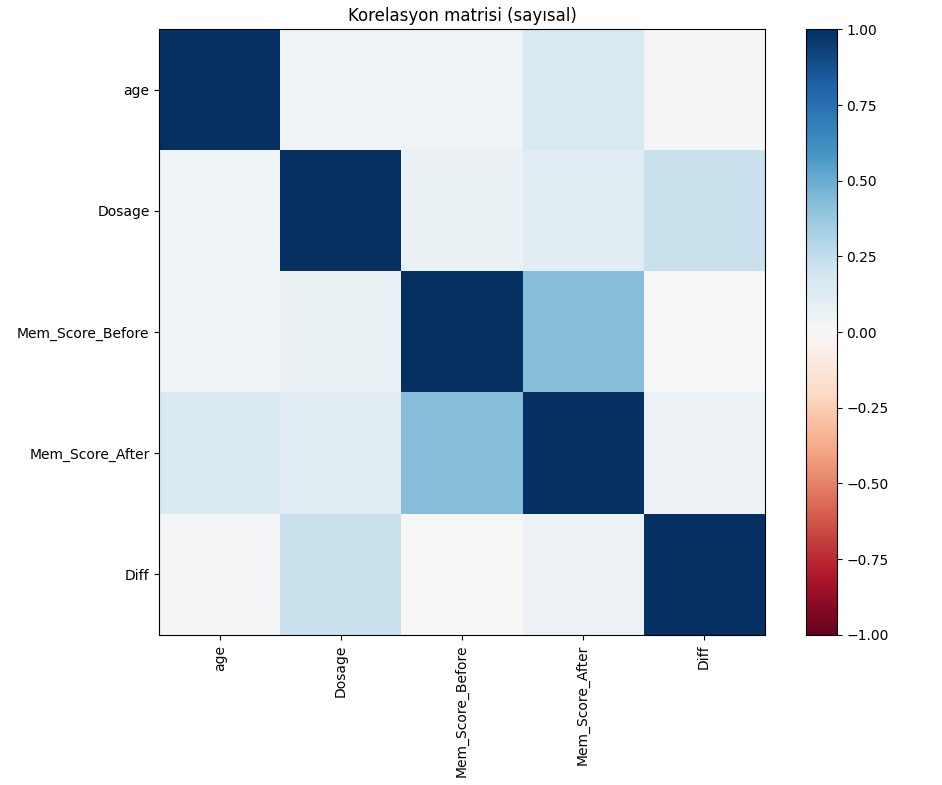 Korelasyon matrisi (sayısal)
age
Dosage
Mem_Score_Before
Mem_Score_After
Diff
age
Dosage
Mem_Score_Before
Mem_Score_After
Diff
1.00
0.75
0.50
0.25
0.00
−0.25
−0.50
−0.75
−1.00